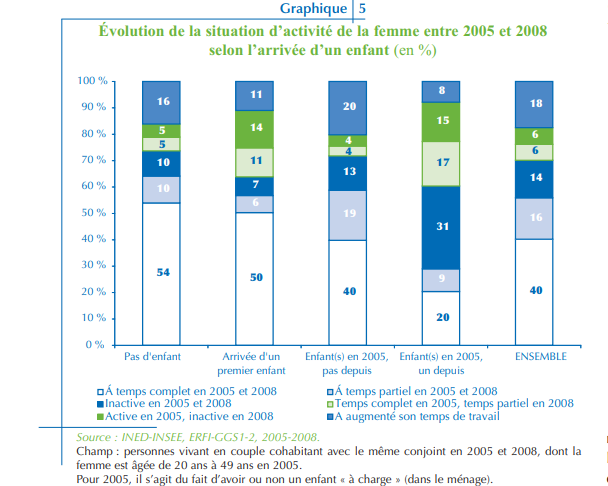 Graphique 5
Évolution de la situation d'activité de la femme entre 2005 et 2008
selon l'arrivée d'un enfant (en %)
100 %
90 %
80 %
70 %
60 %
50 %
40 %
30 %
20 %
10 %
0 %
16
5
5
10
10
54
11
14
11
7
6
50
20
4
4
13
19
40
8
15
17
31
9
20
18
6
6
14
16
40
Pas d'enfant
Arrivée d'un
premier enfant
Enfant(s) en 2005,
pas depuis
Enfant(s) en 2005,
un depuis
ENSEMBLE
Á temps complet en 2005 et 2008
Á temps partiel en 2005 et 2008
Inactive en 2005 et 2008
Temps complet en 2005, temps partiel en 2008
Active en 2005, inactive en 2008
A augmenté son temps de travail
Source : INED-INSEE, ERFI-GGS1-2, 2005-2008.
Champ : personnes vivant en couple cohabitant avec le même conjoint en 2005 et 2008, dont la
femme est âgée de 20 ans à 49 ans en 2005.
Pour 2005, il s'agit du fait d'avoir ou non un enfant « à charge » (dans le ménage).